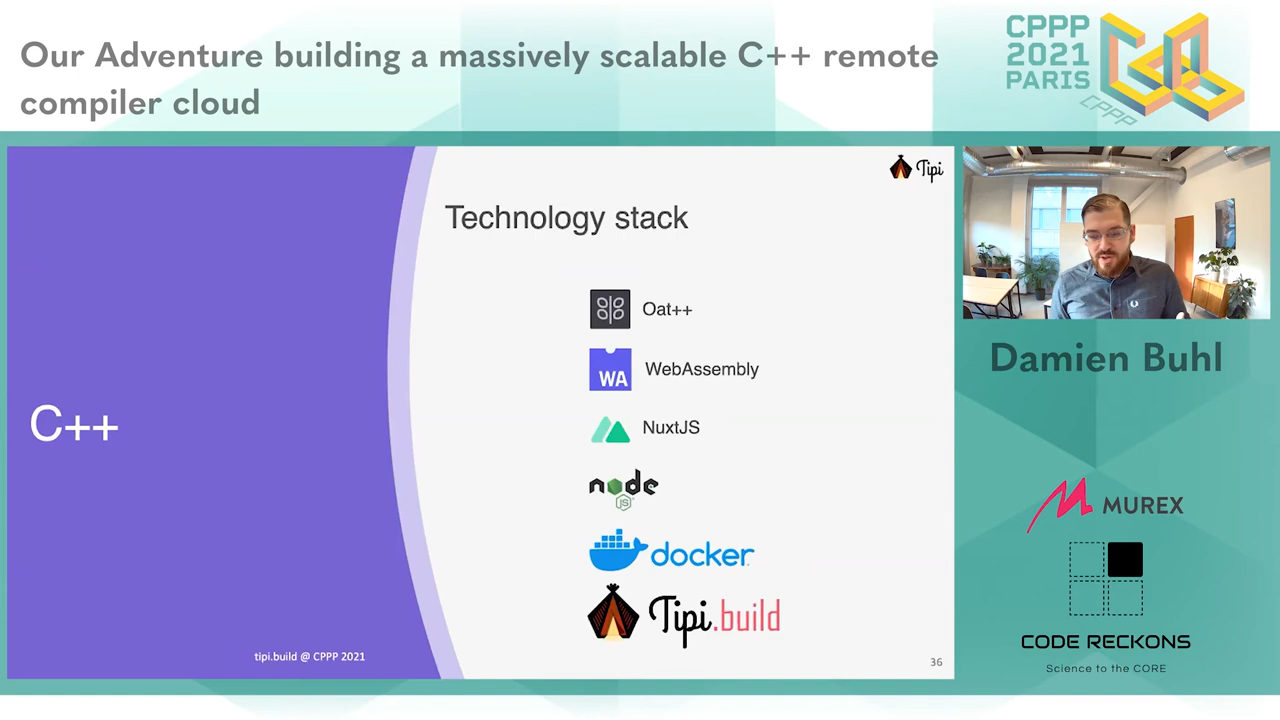 Our Adventure building a massively scalable C++ remote
compiler cloud
CPPP
2021
PARIS
CPPP
Tipi
Technology stack
Oat++
WA
WebAssembly
NuxtJS
node
JS
docker
Tipi.build
C++
tipi.build @ CPPP 2021
36
Damien Buhl
MUREX
CODE RECKONS
Science to the CORE